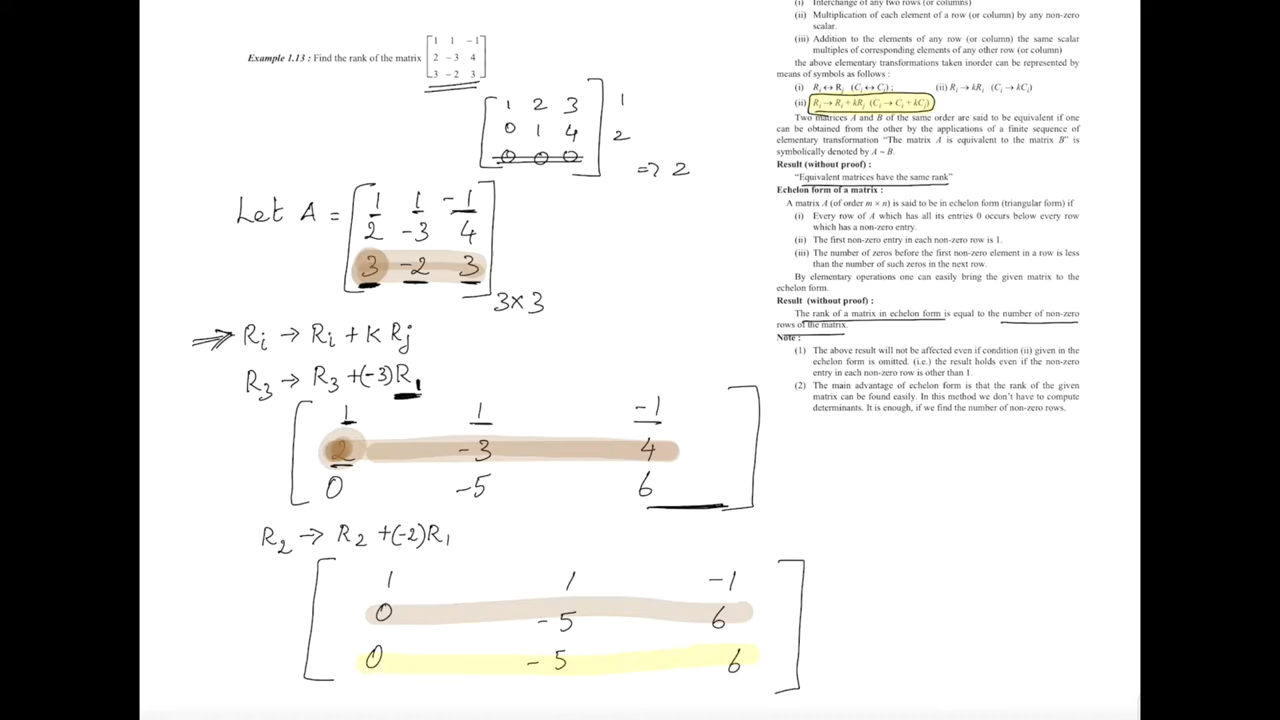 Example 1.13 : Find the rank of the matrix
1 1 −1
2 −3 4
3 −2 3
1 2 3 1
0 1 4 2
0 0 0
=> 2
Let A =
1 1 -1
2 -3 4
3 -2 3
3×3
⇒ Ri → Ri + K Rj
R3 → R3 +(-3)R1
1 1 -1
2 -3 4
0 -5 6
R2 → R2 +(-2)R1
1 1 -1
0 -5 6
0 -5 6
(i) Interchange of any two rows (or columns)
(ii) Multiplication of each element of a row (or column) by any non-zero
scalar.
(iii) Addition to the elements of any row (or column) the same scalar
multiples of corresponding elements of any other row (or column)
the above elementary transformations taken inorder can be represented by
means of symbols as follows :
(i) Ri ↔ Rj (Ci ↔ Cj) ; (ii) Ri → kRi (Ci → kCi)
(ii) Ri → Ri + kRj (Ci → Ci + kCj)
Two matrices A and B of the same order are said to be equivalent if one
can be obtained from the other by the applications of a finite sequence of
elementary transformation “The matrix A is equivalent to the matrix B” is
symbolically denoted by A ~ B.
Result (without proof) :
“Equivalent matrices have the same rank”
Echelon form of a matrix :
A matrix A (of order m × n) is said to be in echelon form (triangular form) if
(i) Every row of A which has all its entries 0 occurs below every row
which has a non-zero entry.
(ii) The first non-zero entry in each non-zero row is 1.
(iii) The number of zeros before the first non-zero element in a row is less
than the number of such zeros in the next row.
By elementary operations one can easily bring the given matrix to the
echelon form.
Result (without proof) :
The rank of a matrix in echelon form is equal to the number of non-zero
rows of the matrix.
Note :
(1) The above result will not be affected even if condition (ii) given in the
echelon form is omitted. (i.e.) the result holds even if the non-zero
entry in each non-zero row is other than 1.
(2) The main advantage of echelon form is that the rank of the given
matrix can be found easily. In this method we don’t have to compute
determinants. It is enough, if we find the number of non-zero rows.